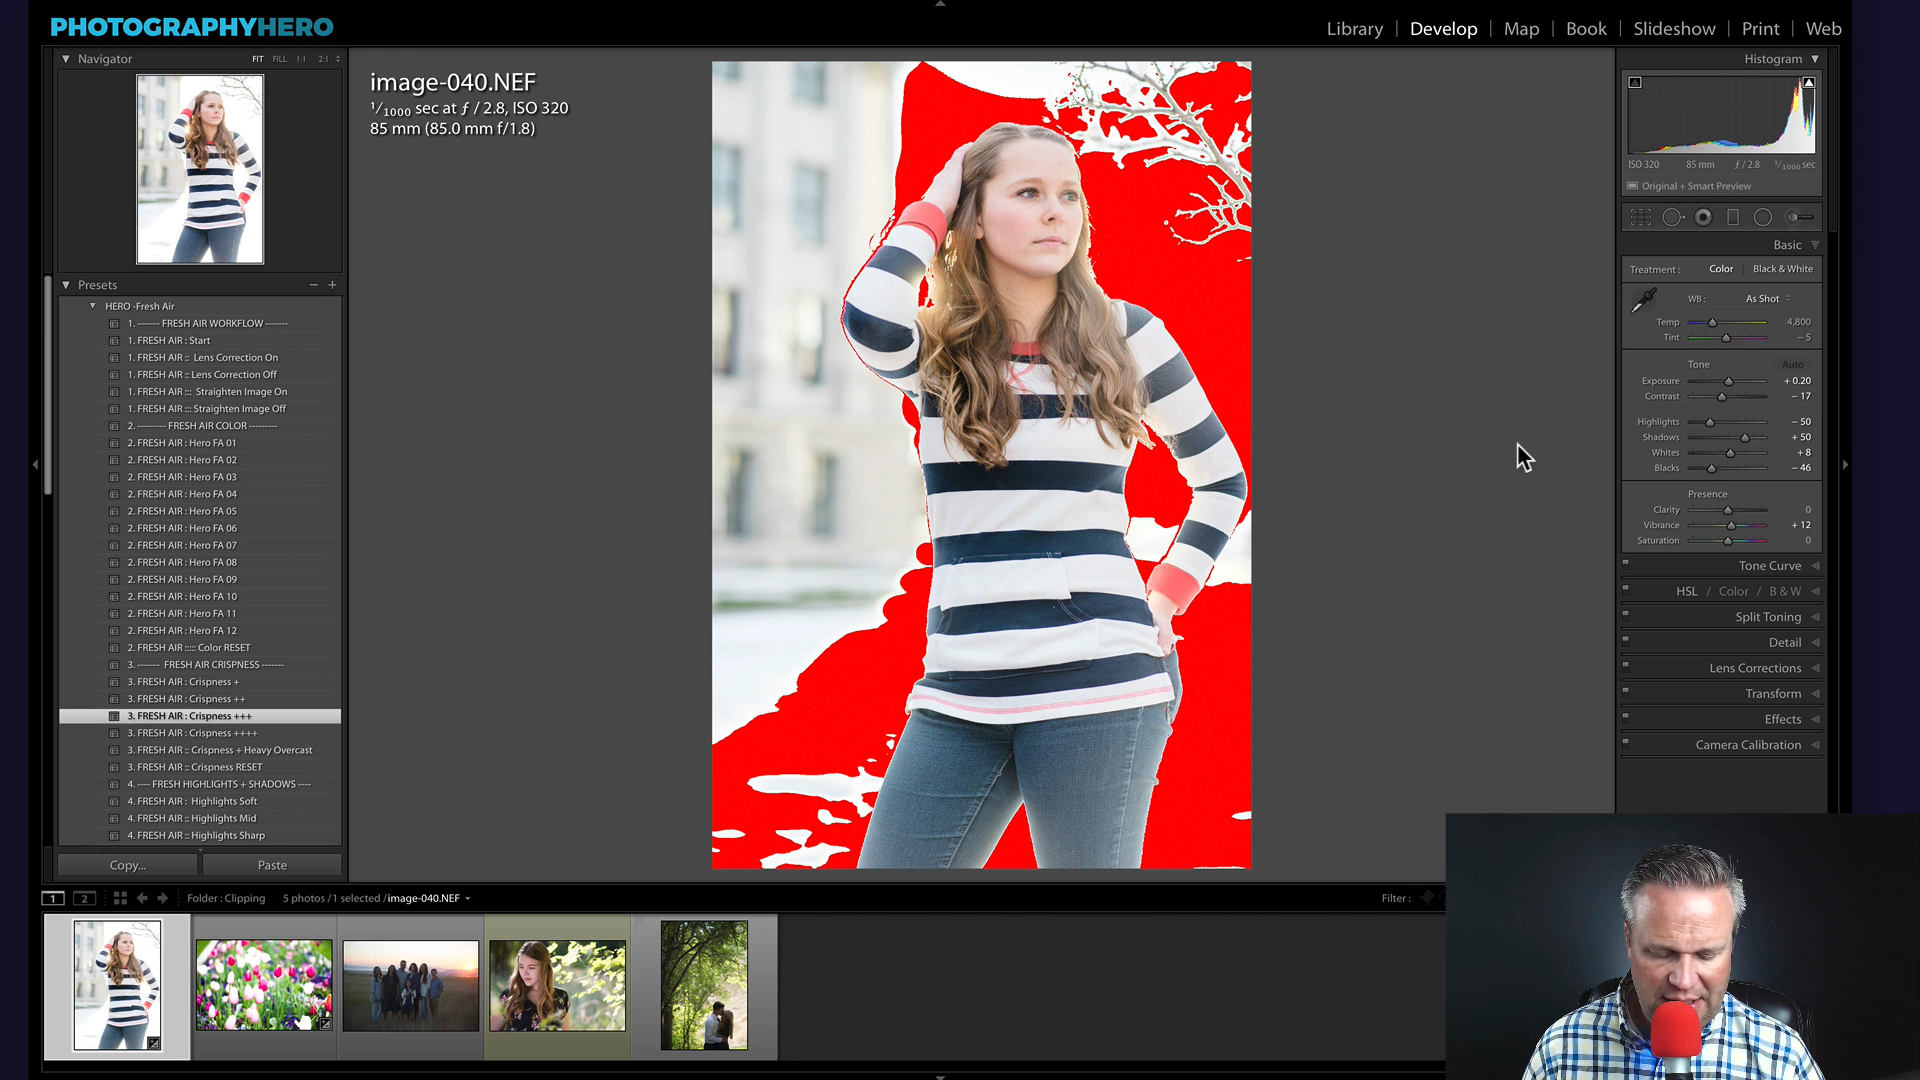 PHOTOGRAPHYHERO
Library | Develop | Map | Book | Slideshow | Print | Web
Navigator FIT FILL 1:1 2:1
Presets
HERO -Fresh Air
1. ------- FRESH AIR WORKFLOW -------
1. FRESH AIR : Start
1. FRESH AIR :: Lens Correction On
1. FRESH AIR :: Lens Correction Off
1. FRESH AIR ::: Straighten Image On
1. FRESH AIR ::: Straighten Image Off
2. --------- FRESH AIR COLOR ---------
2. FRESH AIR : Hero FA 01
2. FRESH AIR : Hero FA 02
2. FRESH AIR : Hero FA 03
2. FRESH AIR : Hero FA 04
2. FRESH AIR : Hero FA 05
2. FRESH AIR : Hero FA 06
2. FRESH AIR : Hero FA 07
2. FRESH AIR : Hero FA 08
2. FRESH AIR : Hero FA 09
2. FRESH AIR : Hero FA 10
2. FRESH AIR : Hero FA 11
2. FRESH AIR : Hero FA 12
2. FRESH AIR ::::: Color RESET
3. ------- FRESH AIR CRISPNESS -------
3. FRESH AIR : Crispness +
3. FRESH AIR : Crispness ++
3. FRESH AIR : Crispness +++
3. FRESH AIR : Crispness ++++
3. FRESH AIR :: Crispness + Heavy Overcast
3. FRESH AIR :: Crispness RESET
4. ---- FRESH HIGHLIGHTS + SHADOWS ----
4. FRESH AIR : Highlights Soft
4. FRESH AIR :: Highlights Mid
4. FRESH AIR :: Highlights Sharp
Copy... Paste
image-040.NEF
1/1000 sec at ƒ / 2.8, ISO 320
85 mm (85.0 mm f/1.8)
Histogram
ISO 320 85 mm ƒ / 2.8 1/1000 sec
Original + Smart Preview
Basic
Treatment : Color | Black & White
WB : As Shot
Temp 4,800
Tint – 5
Tone Auto
Exposure + 0.20
Contrast – 17
Highlights – 50
Shadows + 50
Whites + 8
Blacks – 46
Presence
Clarity 0
Vibrance + 12
Saturation 0
Tone Curve
HSL / Color / B & W
Split Toning
Detail
Lens Corrections
Transform
Effects
Camera Calibration
1 2 Folder : Clipping 5 photos / 1 selected / image-040.NEF Filter :